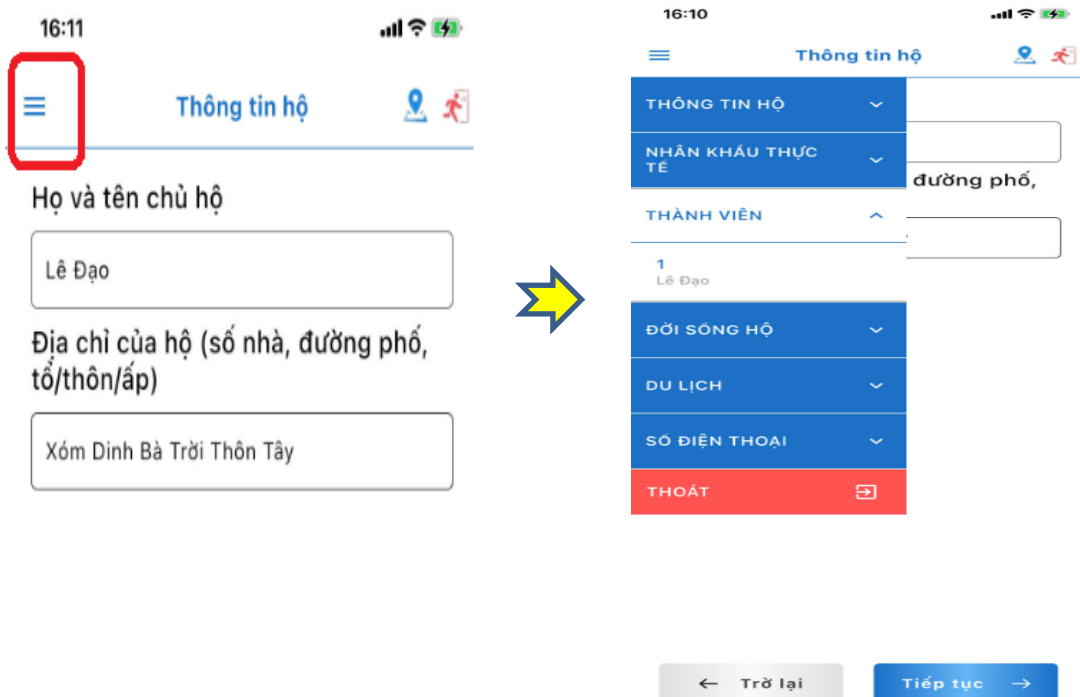 16:11
Thông tin hộ
Họ và tên chủ hộ
Lê Đạo
Địa chỉ của hộ (số nhà, đường phố,
tổ/thôn/ấp)
Xóm Dinh Bà Trời Thôn Tây
16:10
Thông tin hộ
THÔNG TIN HỘ
NHÂN KHẨU THỰC
TẾ
đường phố,
THÀNH VIÊN
1
Lê Đạo
ĐỜI SỐNG HỘ
DU LỊCH
SỐ ĐIỆN THOẠI
THOÁT
← Trở lại
Tiếp tục →